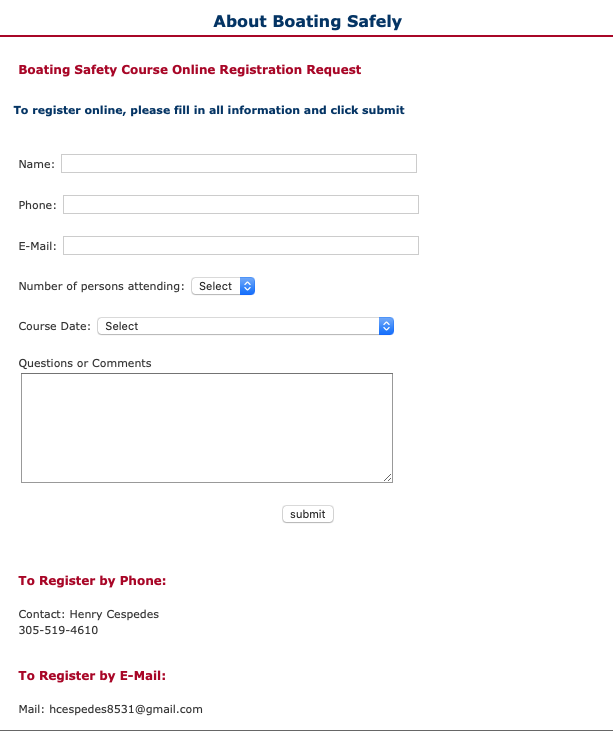 About Boating Safely
Boating Safety Course Online Registration Request
To register online, please fill in all information and click submit
Name:
Phone:
E-Mail:
Number of persons attending: Select
Course Date: Select
Questions or Comments
submit
To Register by Phone:
Contact: Henry Cespedes
305-519-4610
To Register by E-Mail:
Mail: hcespedes8531@gmail.com